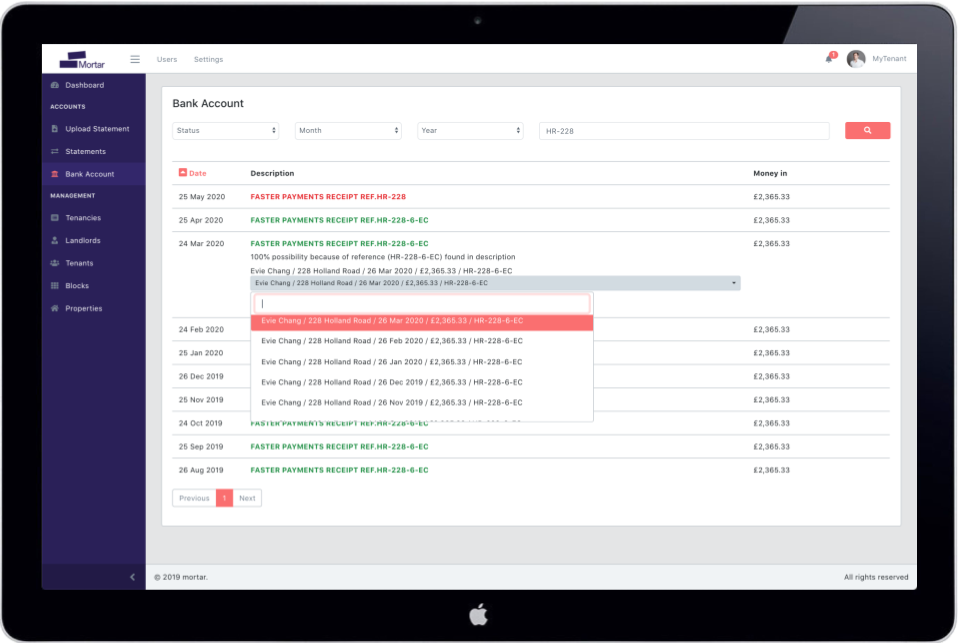 Mortar
Users Settings
1
MyTenant
Dashboard
ACCOUNTS
Upload Statement
Statements
Bank Account
MANAGEMENT
Tenancies
Landlords
Tenants
Blocks
Properties
Bank Account
Status Month Year HR-228
Date Description Money in
25 May 2020 FASTER PAYMENTS RECEIPT REF.HR-228 £2,365.33
25 Apr 2020 FASTER PAYMENTS RECEIPT REF.HR-228-6-EC £2,365.33
24 Mar 2020 FASTER PAYMENTS RECEIPT REF.HR-228-6-EC £2,365.33
100% possibility because of reference (HR-228-6-EC) found in description
Evie Chang / 228 Holland Road / 26 Mar 2020 / £2,365.33 / HR-228-6-EC
Evie Chang / 228 Holland Road / 26 Mar 2020 / £2,365.33 / HR-228-6-EC
Evie Chang / 228 Holland Road / 26 Mar 2020 / £2,365.33 / HR-228-6-EC
Evie Chang / 228 Holland Road / 26 Feb 2020 / £2,365.33 / HR-228-6-EC
Evie Chang / 228 Holland Road / 26 Jan 2020 / £2,365.33 / HR-228-6-EC
Evie Chang / 228 Holland Road / 26 Dec 2019 / £2,365.33 / HR-228-6-EC
Evie Chang / 228 Holland Road / 26 Nov 2019 / £2,365.33 / HR-228-6-EC
24 Feb 2020 £2,365.33
25 Jan 2020 £2,365.33
26 Dec 2019 £2,365.33
25 Nov 2019 £2,365.33
24 Oct 2019 FASTER PAYMENTS RECEIPT REF.HR-228-6-EC £2,365.33
25 Sep 2019 FASTER PAYMENTS RECEIPT REF.HR-228-6-EC £2,365.33
26 Aug 2019 FASTER PAYMENTS RECEIPT REF.HR-228-6-EC £2,365.33
Previous 1 Next
© 2019 mortar. All rights reserved